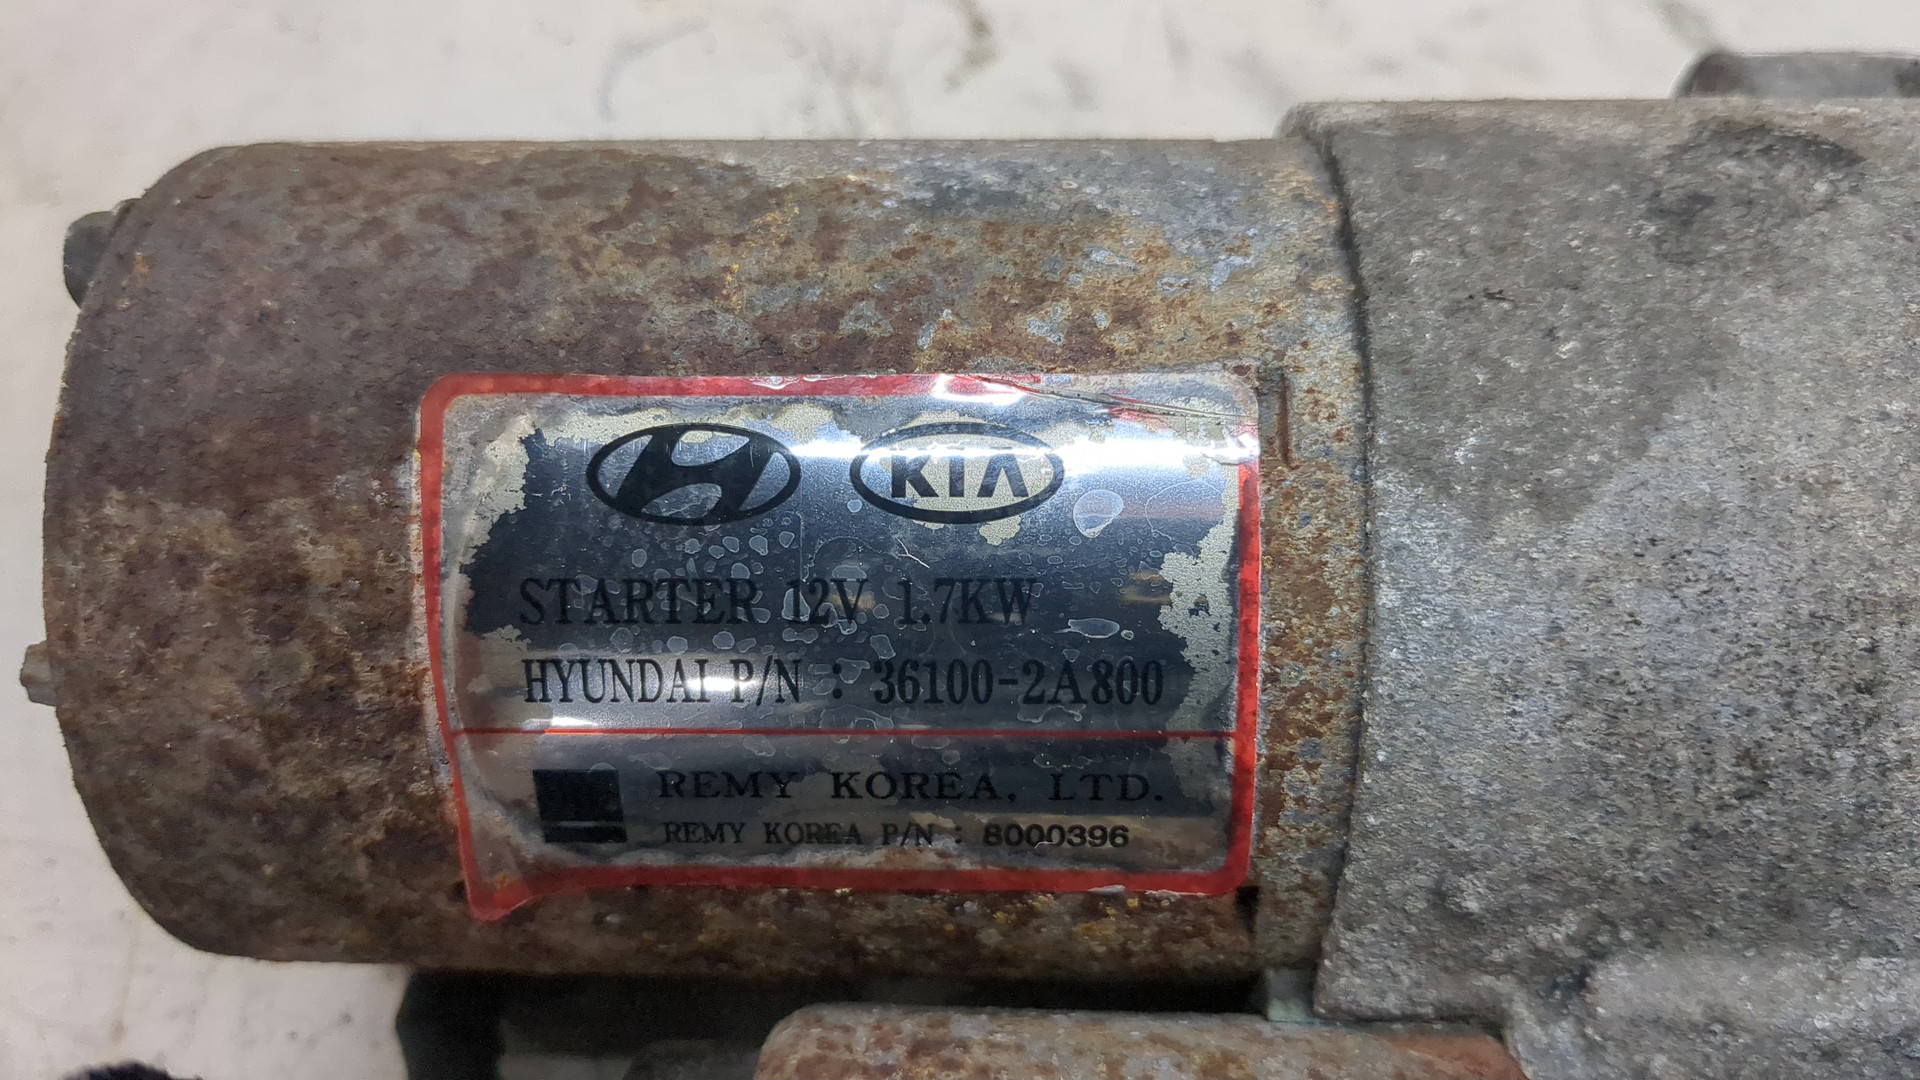 KIA
STARTER 12V 1.7KW
HYUNDAI P/N : 36100-2A800
REMY KOREA, LTD.
REMY KOREA P/N : 8000396